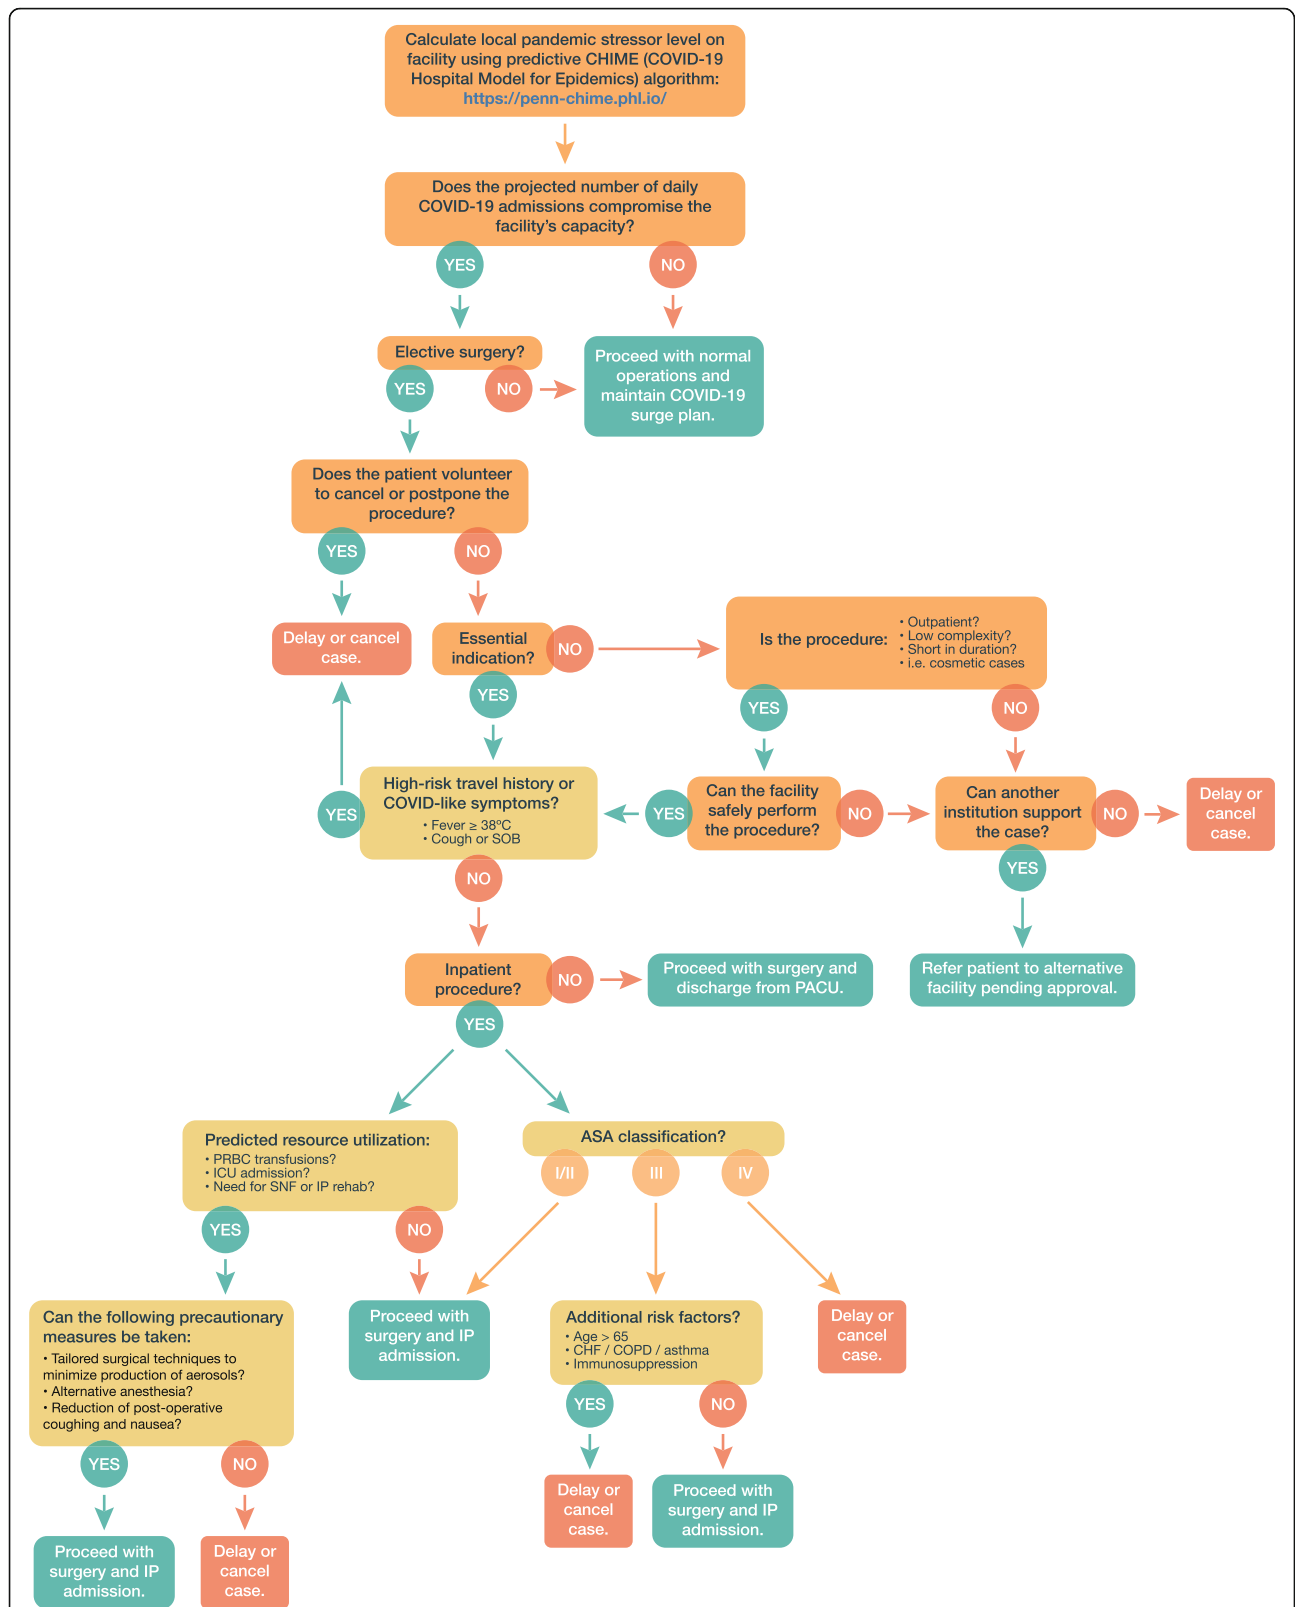 Calculate local pandemic stressor level on
facility using predictive CHIME (COVID-19
Hospital Model for Epidemics) algorithm:
https://penn-chime.phl.io/
Does the projected number of daily
COVID-19 admissions compromise the
facility's capacity?
YES
NO
Elective surgery?
YES
NO
Proceed with normal
operations and
maintain COVID-19
surge plan.
Does the patient volunteer
to cancel or postpone the
procedure?
YES
NO
Delay or cancel
case.
Essential
indication?
NO
YES
Is the procedure:
• Outpatient?
• Low complexity?
• Short in duration?
• i.e. cosmetic cases
YES
NO
High-risk travel history or
COVID-like symptoms?
• Fever ≥ 38ºC
• Cough or SOB
YES
NO
Can the facility
safely perform
the procedure?
YES
NO
Can another
institution support
the case?
NO
YES
Delay or
cancel
case.
Inpatient
procedure?
NO
YES
Proceed with surgery and
discharge from PACU.
Refer patient to alternative
facility pending approval.
Predicted resource utilization:
• PRBC transfusions?
• ICU admission?
• Need for SNF or IP rehab?
YES
NO
ASA classification?
I/II
III
IV
Can the following precautionary
measures be taken:
• Tailored surgical techniques to
minimize production of aerosols?
• Alternative anesthesia?
• Reduction of post-operative
coughing and nausea?
YES
NO
Proceed with
surgery and IP
admission.
Additional risk factors?
• Age > 65
• CHF / COPD / asthma
• Immunosuppression
YES
NO
Delay or
cancel
case.
Delay or
cancel
case.
Proceed with
surgery and IP
admission.
Proceed with
surgery and IP
admission.
Delay or
cancel
case.